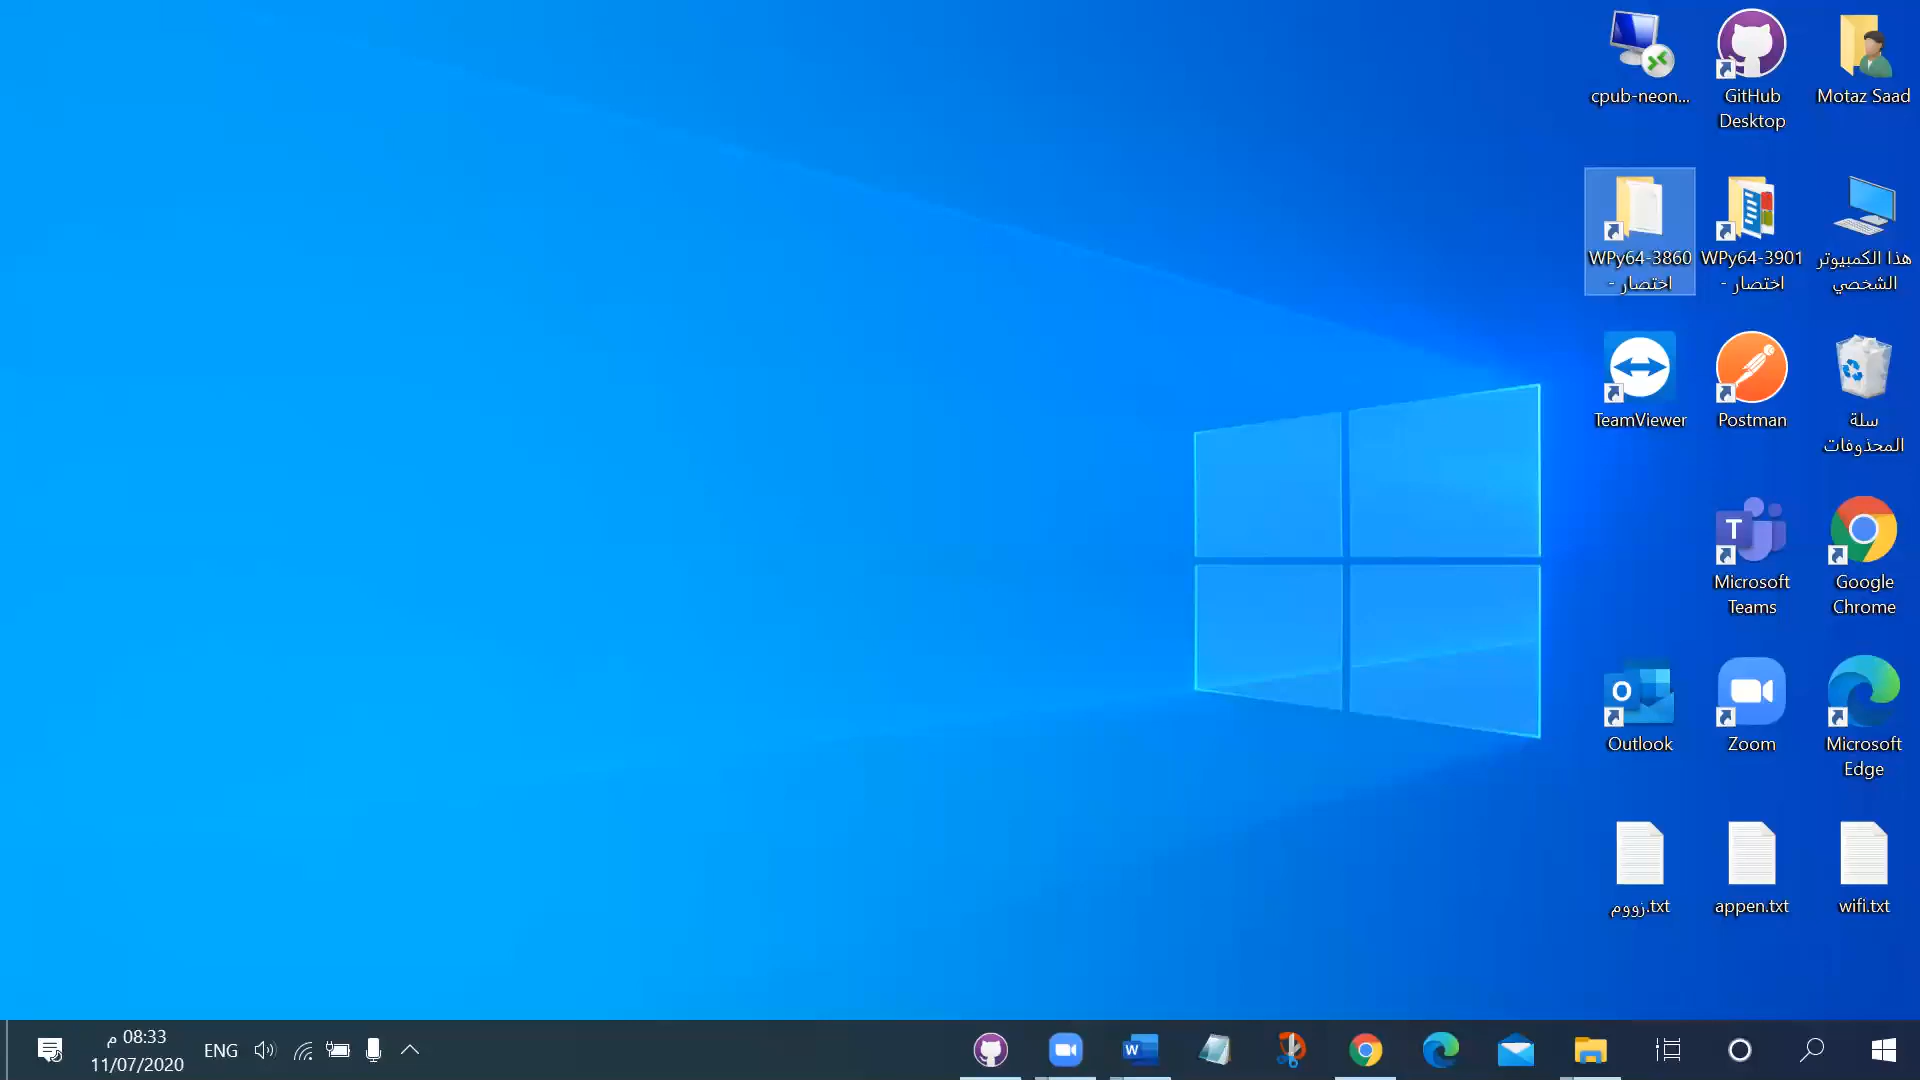 cpub-neon...
GitHub
Desktop
Motaz Saad
WPy64-3860
- اختصار
WPy64-3901
- اختصار
هذا الكمبيوتر
الشخصي
TeamViewer
Postman
سلة
المحذوفات
Microsoft
Teams
Google
Chrome
Outlook
Zoom
Microsoft
Edge
زووم.txt
appen.txt
wifi.txt
08:33 م
11/07/2020
ENG